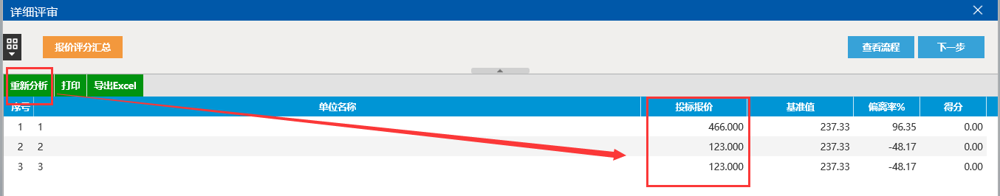 详细评审
报价评分汇总 查看流程 下一步
重新分析 打印 导出Excel
序号 单位名称 投标报价 基准值 偏离率% 得分
1 1 466.000 237.33 96.35 0.00
2 2 123.000 237.33 -48.17 0.00
3 3 123.000 237.33 -48.17 0.00